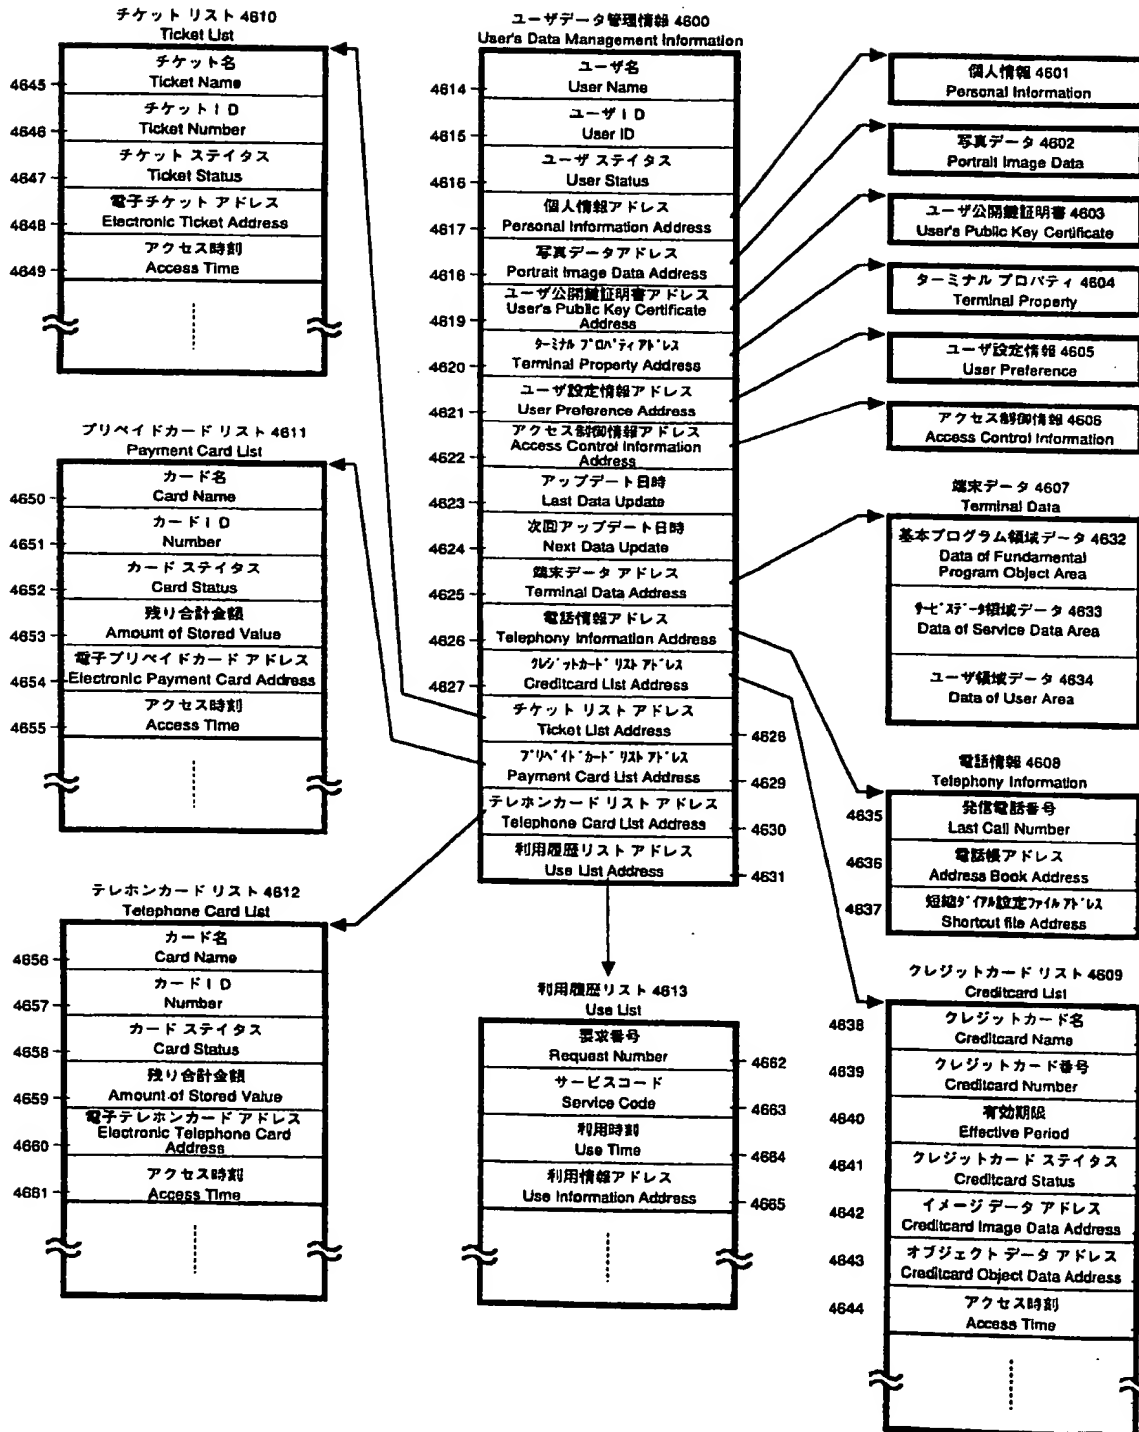 チケット リスト 4610
Ticket List
4645
チケット名
Ticket Name
4646
チケットID
Ticket Number
4647
チケット ステイタス
Ticket Status
4648
電子チケット アドレス
Electronic Ticket Address
4649
アクセス時刻
Access Time
プリペイドカード リスト 4611
Payment Card List
4650
カード名
Card Name
4651
カードID
Number
4652
カード ステイタス
Card Status
4653
残り合計金額
Amount of Stored Value
4654
電子プリペイドカード アドレス
Electronic Payment Card Address
4655
アクセス時刻
Access Time
テレホンカード リスト 4612
Telephone Card List
4656
カード名
Card Name
4657
カードID
Number
4658
カード ステイタス
Card Status
4659
残り合計金額
Amount of Stored Value
4660
電子テレホンカード アドレス
Electronic Telephone Card
Address
4661
アクセス時刻
Access Time
ユーザデータ管理情報 4600
User's Data Management Information
4614
ユーザ名
User Name
4615
ユーザID
User ID
4616
ユーザ ステイタス
User Status
4617
個人情報アドレス
Personal Information Address
4618
写真データアドレス
Portrait Image Data Address
4619
ユーザ公開鍵証明書アドレス
User's Public Key Certificate
Address
4620
ターミナル プロパティ アドレス
Terminal Property Address
4621
ユーザ設定情報アドレス
User Preference Address
4622
アクセス制御情報アドレス
Access Control Information
Address
4623
アップデート日時
Last Data Update
4624
次回アップデート日時
Next Data Update
4625
端末データ アドレス
Terminal Data Address
4626
電話情報アドレス
Telephony Information Address
4627
クレジットカード リスト アドレス
Creditcard List Address
チケット リスト アドレス
Ticket List Address
4628
プリペイドカード リスト アドレス
Payment Card List Address
4629
テレホンカード リスト アドレス
Telephone Card List Address
4630
利用履歴リスト アドレス
Use List Address
4631
利用履歴リスト 4613
Use List
要求番号
Request Number
4662
サービスコード
Service Code
4663
利用時刻
Use Time
4664
利用情報アドレス
Use Information Address
4665
個人情報 4601
Personal Information
写真データ 4602
Portrait Image Data
ユーザ公開鍵証明書 4603
User's Public Key Certificate
ターミナル プロパティ 4604
Terminal Property
ユーザ設定情報 4605
User Preference
アクセス制御情報 4606
Access Control Information
端末データ 4607
Terminal Data
基本プログラム領域データ 4632
Data of Fundamental
Program Object Area
サービスデータ領域データ 4633
Data of Service Data Area
ユーザ領域データ 4634
Data of User Area
電話情報 4608
Telephony Information
4635
発信電話番号
Last Call Number
4636
電話帳アドレス
Address Book Address
4637
短縮ダイアル設定ファイル アドレス
Shortcut file Address
クレジットカード リスト 4609
Creditcard List
4638
クレジットカード名
Creditcard Name
4639
クレジットカード番号
Creditcard Number
4640
有効期限
Effective Period
4641
クレジットカード ステイタス
Creditcard Status
4642
イメージ データ アドレス
Creditcard Image Data Address
4643
オブジェクト データ アドレス
Creditcard Object Data Address
4644
アクセス時刻
Access Time